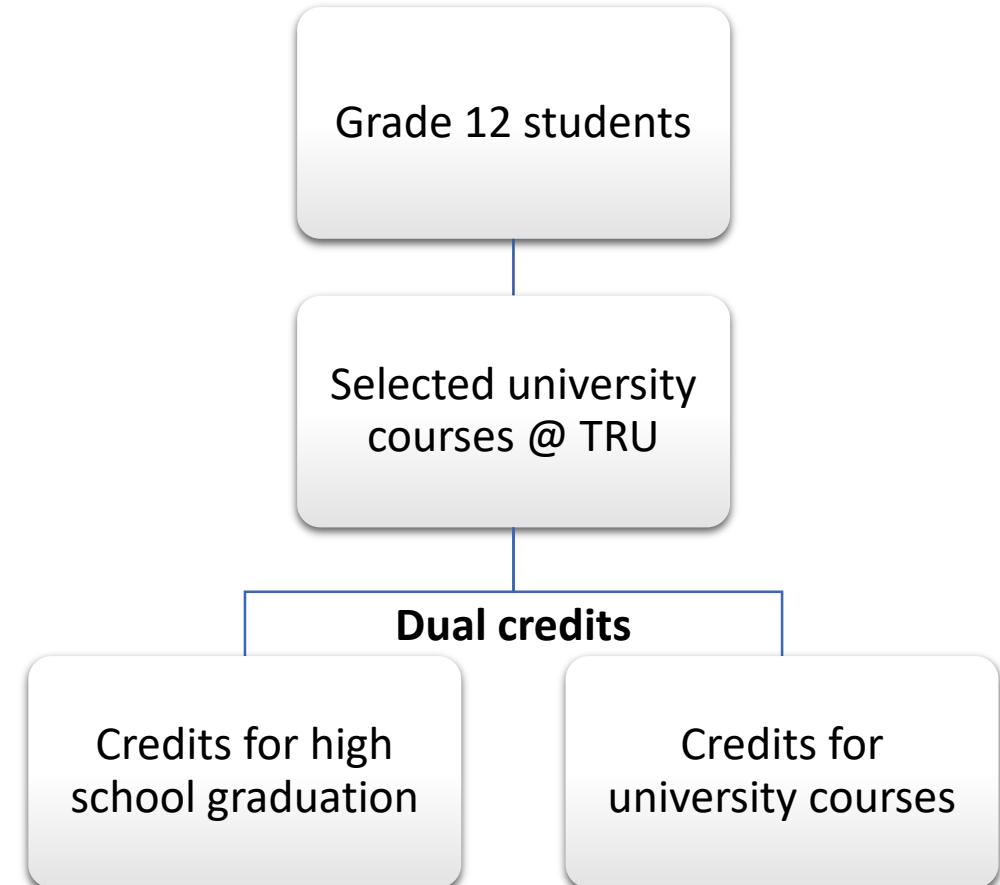 Grade 12 students
Selected university
courses @ TRU
Dual credits
Credits for high
school graduation
Credits for
university courses